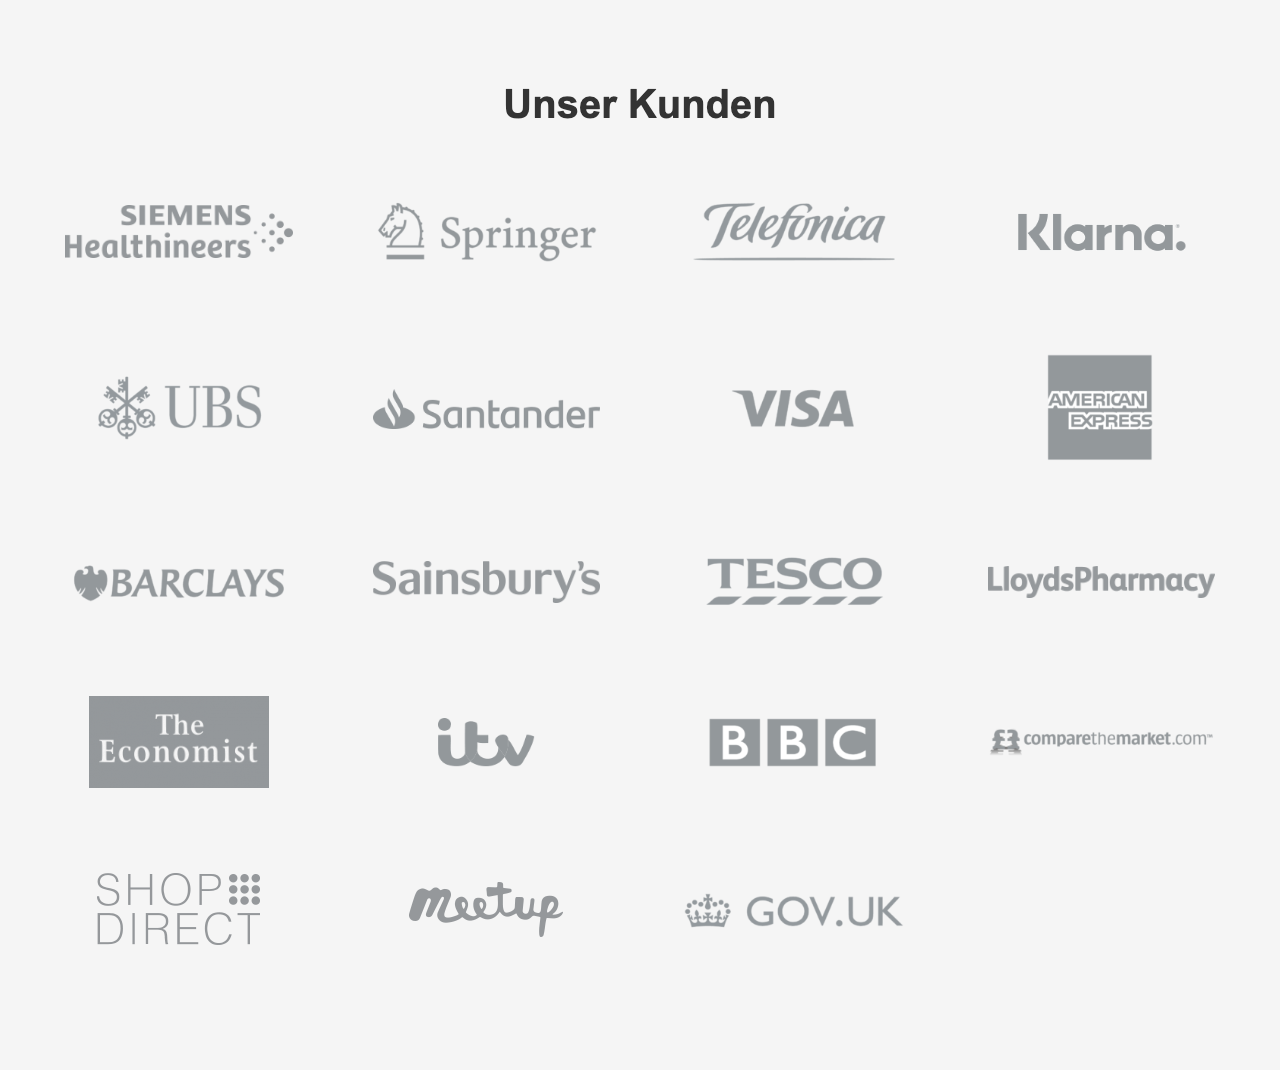 Unser Kunden
SIEMENS
Healthineers
Springer
Telefonica
Klarna.
UBS
Santander
VISA
AMERICAN
EXPRESS
BARCLAYS
Sainsbury's
TESCO
LloydsPharmacy
The
Economist
itv
BBC
comparethemarket.com™
SHOP
DIRECT
meetup
GOV.UK